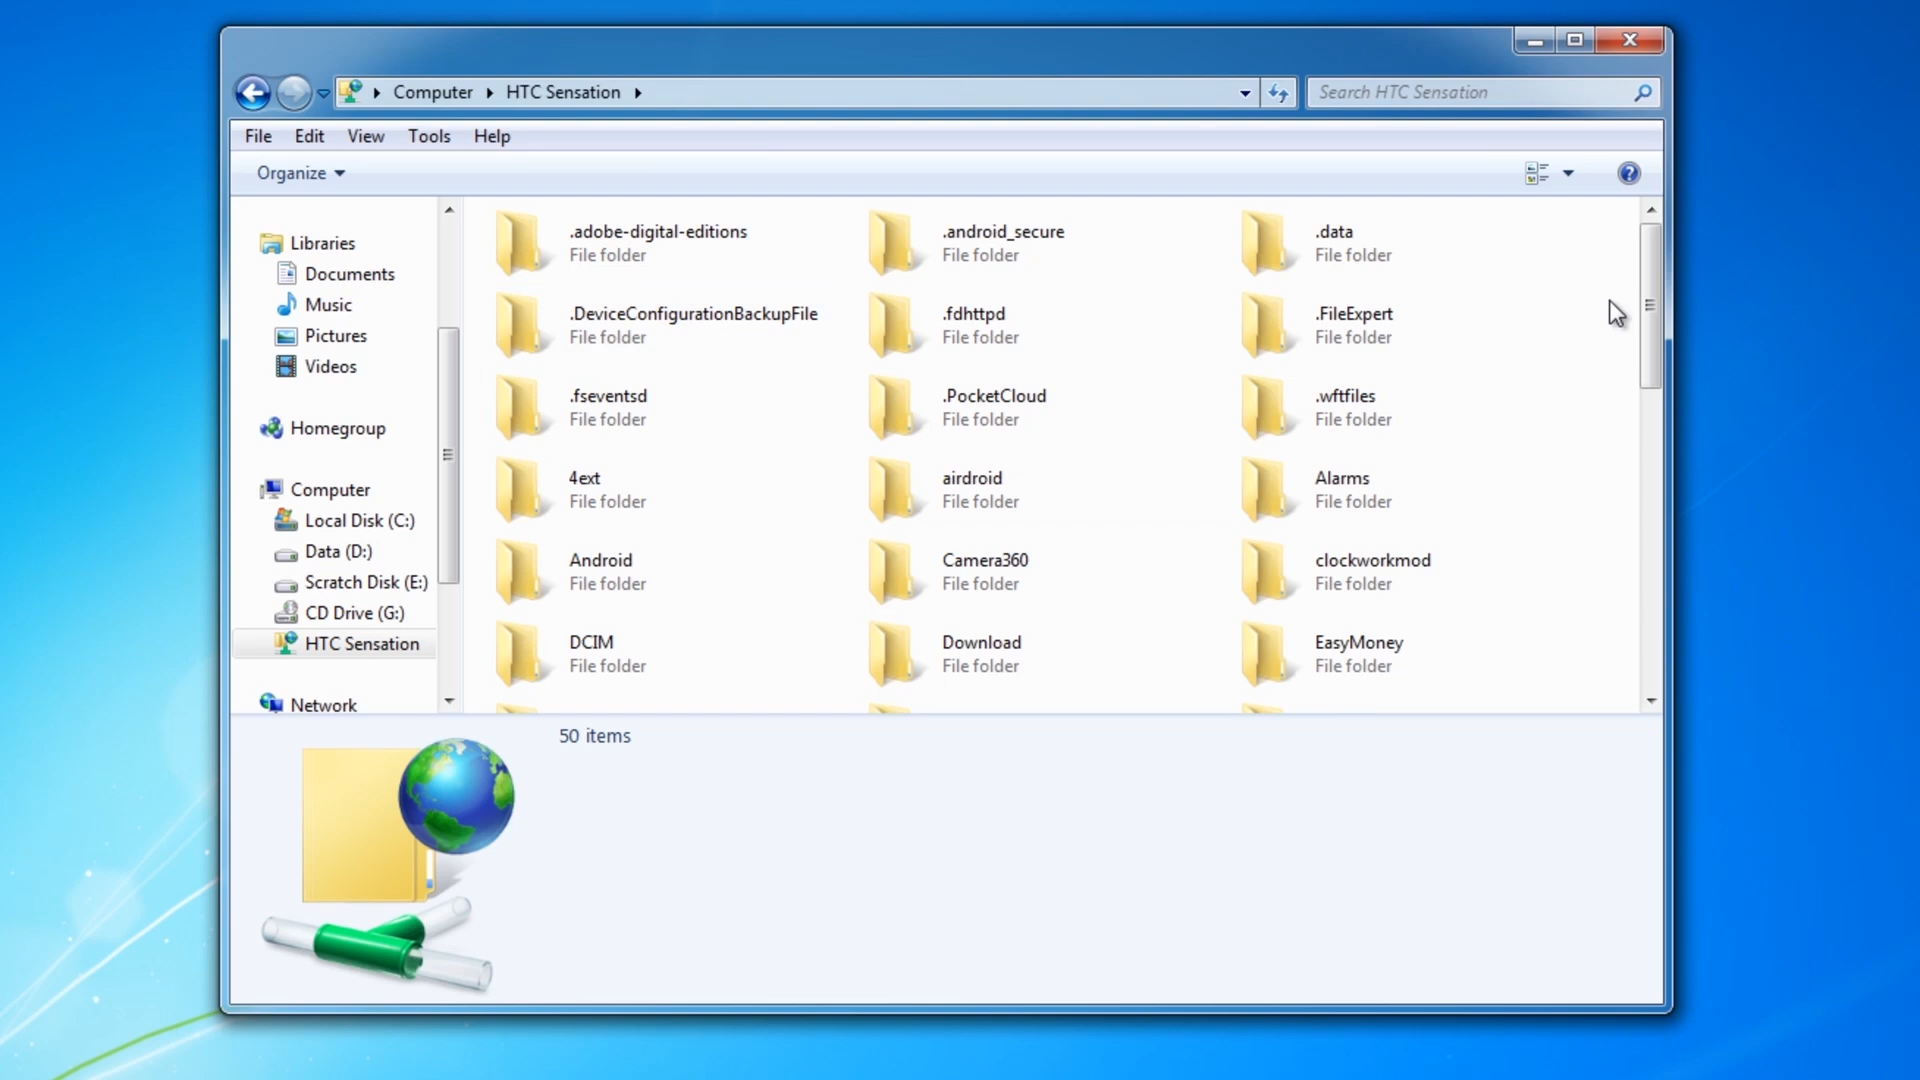 Computer HTC Sensation
Search HTC Sensation
File Edit View Tools Help
Organize
Libraries
Documents
Music
Pictures
Videos
Homegroup
Computer
Local Disk (C:)
Data (D:)
Scratch Disk (E:)
CD Drive (G:)
HTC Sensation
Network
.adobe-digital-editions
File folder
.android_secure
File folder
.data
File folder
.DeviceConfigurationBackupFile
File folder
.fdhttpd
File folder
.FileExpert
File folder
.fseventsd
File folder
.PocketCloud
File folder
.wftfiles
File folder
4ext
File folder
airdroid
File folder
Alarms
File folder
Android
File folder
Camera360
File folder
clockworkmod
File folder
DCIM
File folder
Download
File folder
EasyMoney
File folder
50 items